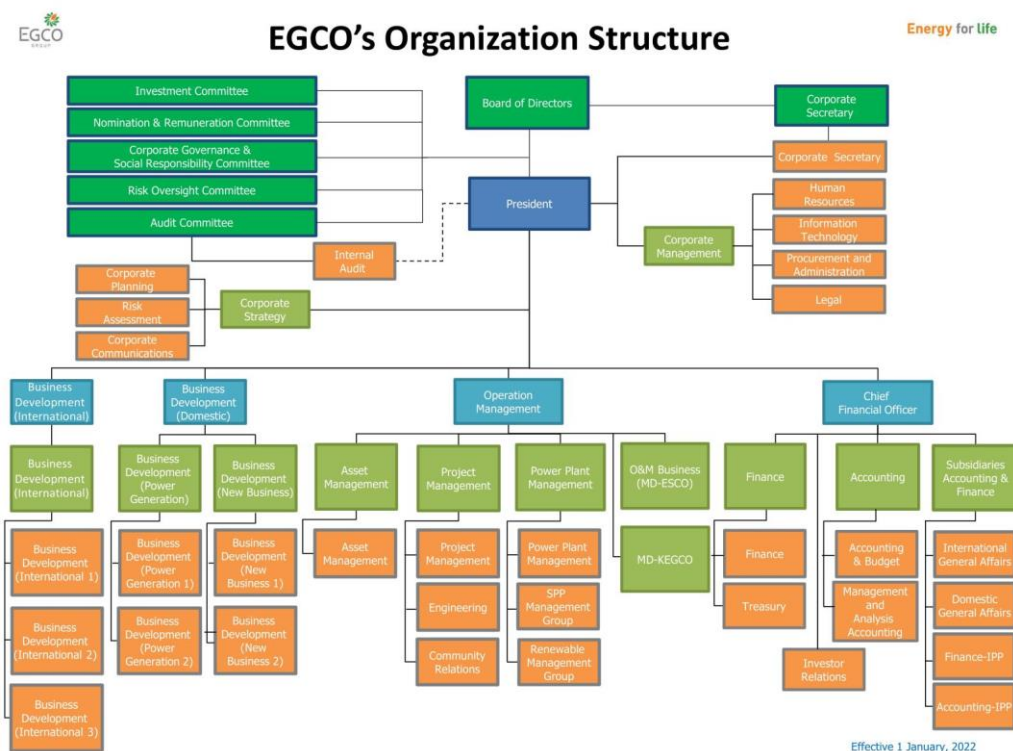 EGCO
GROUP
EGCO's Organization Structure
Energy for life
Investment Committee
Nomination & Remuneration Committee
Corporate Governance &
Social Responsibility Committee
Risk Oversight Committee
Audit Committee
Board of Directors
Corporate
Secretary
Corporate Secretary
President
Human
Resources
Information
Technology
Procurement and
Administration
Legal
Corporate
Management
Internal
Audit
Corporate
Planning
Risk
Assessment
Corporate
Communications
Corporate
Strategy
Business
Development
(International)
Business
Development
(Domestic)
Operation
Management
Chief
Financial Officer
Business
Development
(International)
Business
Development
(Power
Generation)
Business
Development
(New Business)
Asset
Management
Project
Management
Power Plant
Management
O&M Business
(MD-ESCO)
Finance
Accounting
Subsidiaries
Accounting &
Finance
Business
Development
(International 1)
Business
Development
(Power
Generation 1)
Business
Development
(New
Business 1)
Asset
Management
Project
Management
Power Plant
Management
MD-KEGCO
Finance
Accounting
& Budget
International
General Affairs
Business
Development
(International 2)
Business
Development
(Power
Generation 2)
Business
Development
(New
Business 2)
Engineering
SPP
Management
Group
Treasury
Management
and
Analysis
Accounting
Domestic
General Affairs
Community
Relations
Renewable
Management
Group
Investor
Relations
Finance-IPP
Business
Development
(International 3)
Accounting-IPP
Effective 1 January, 2022